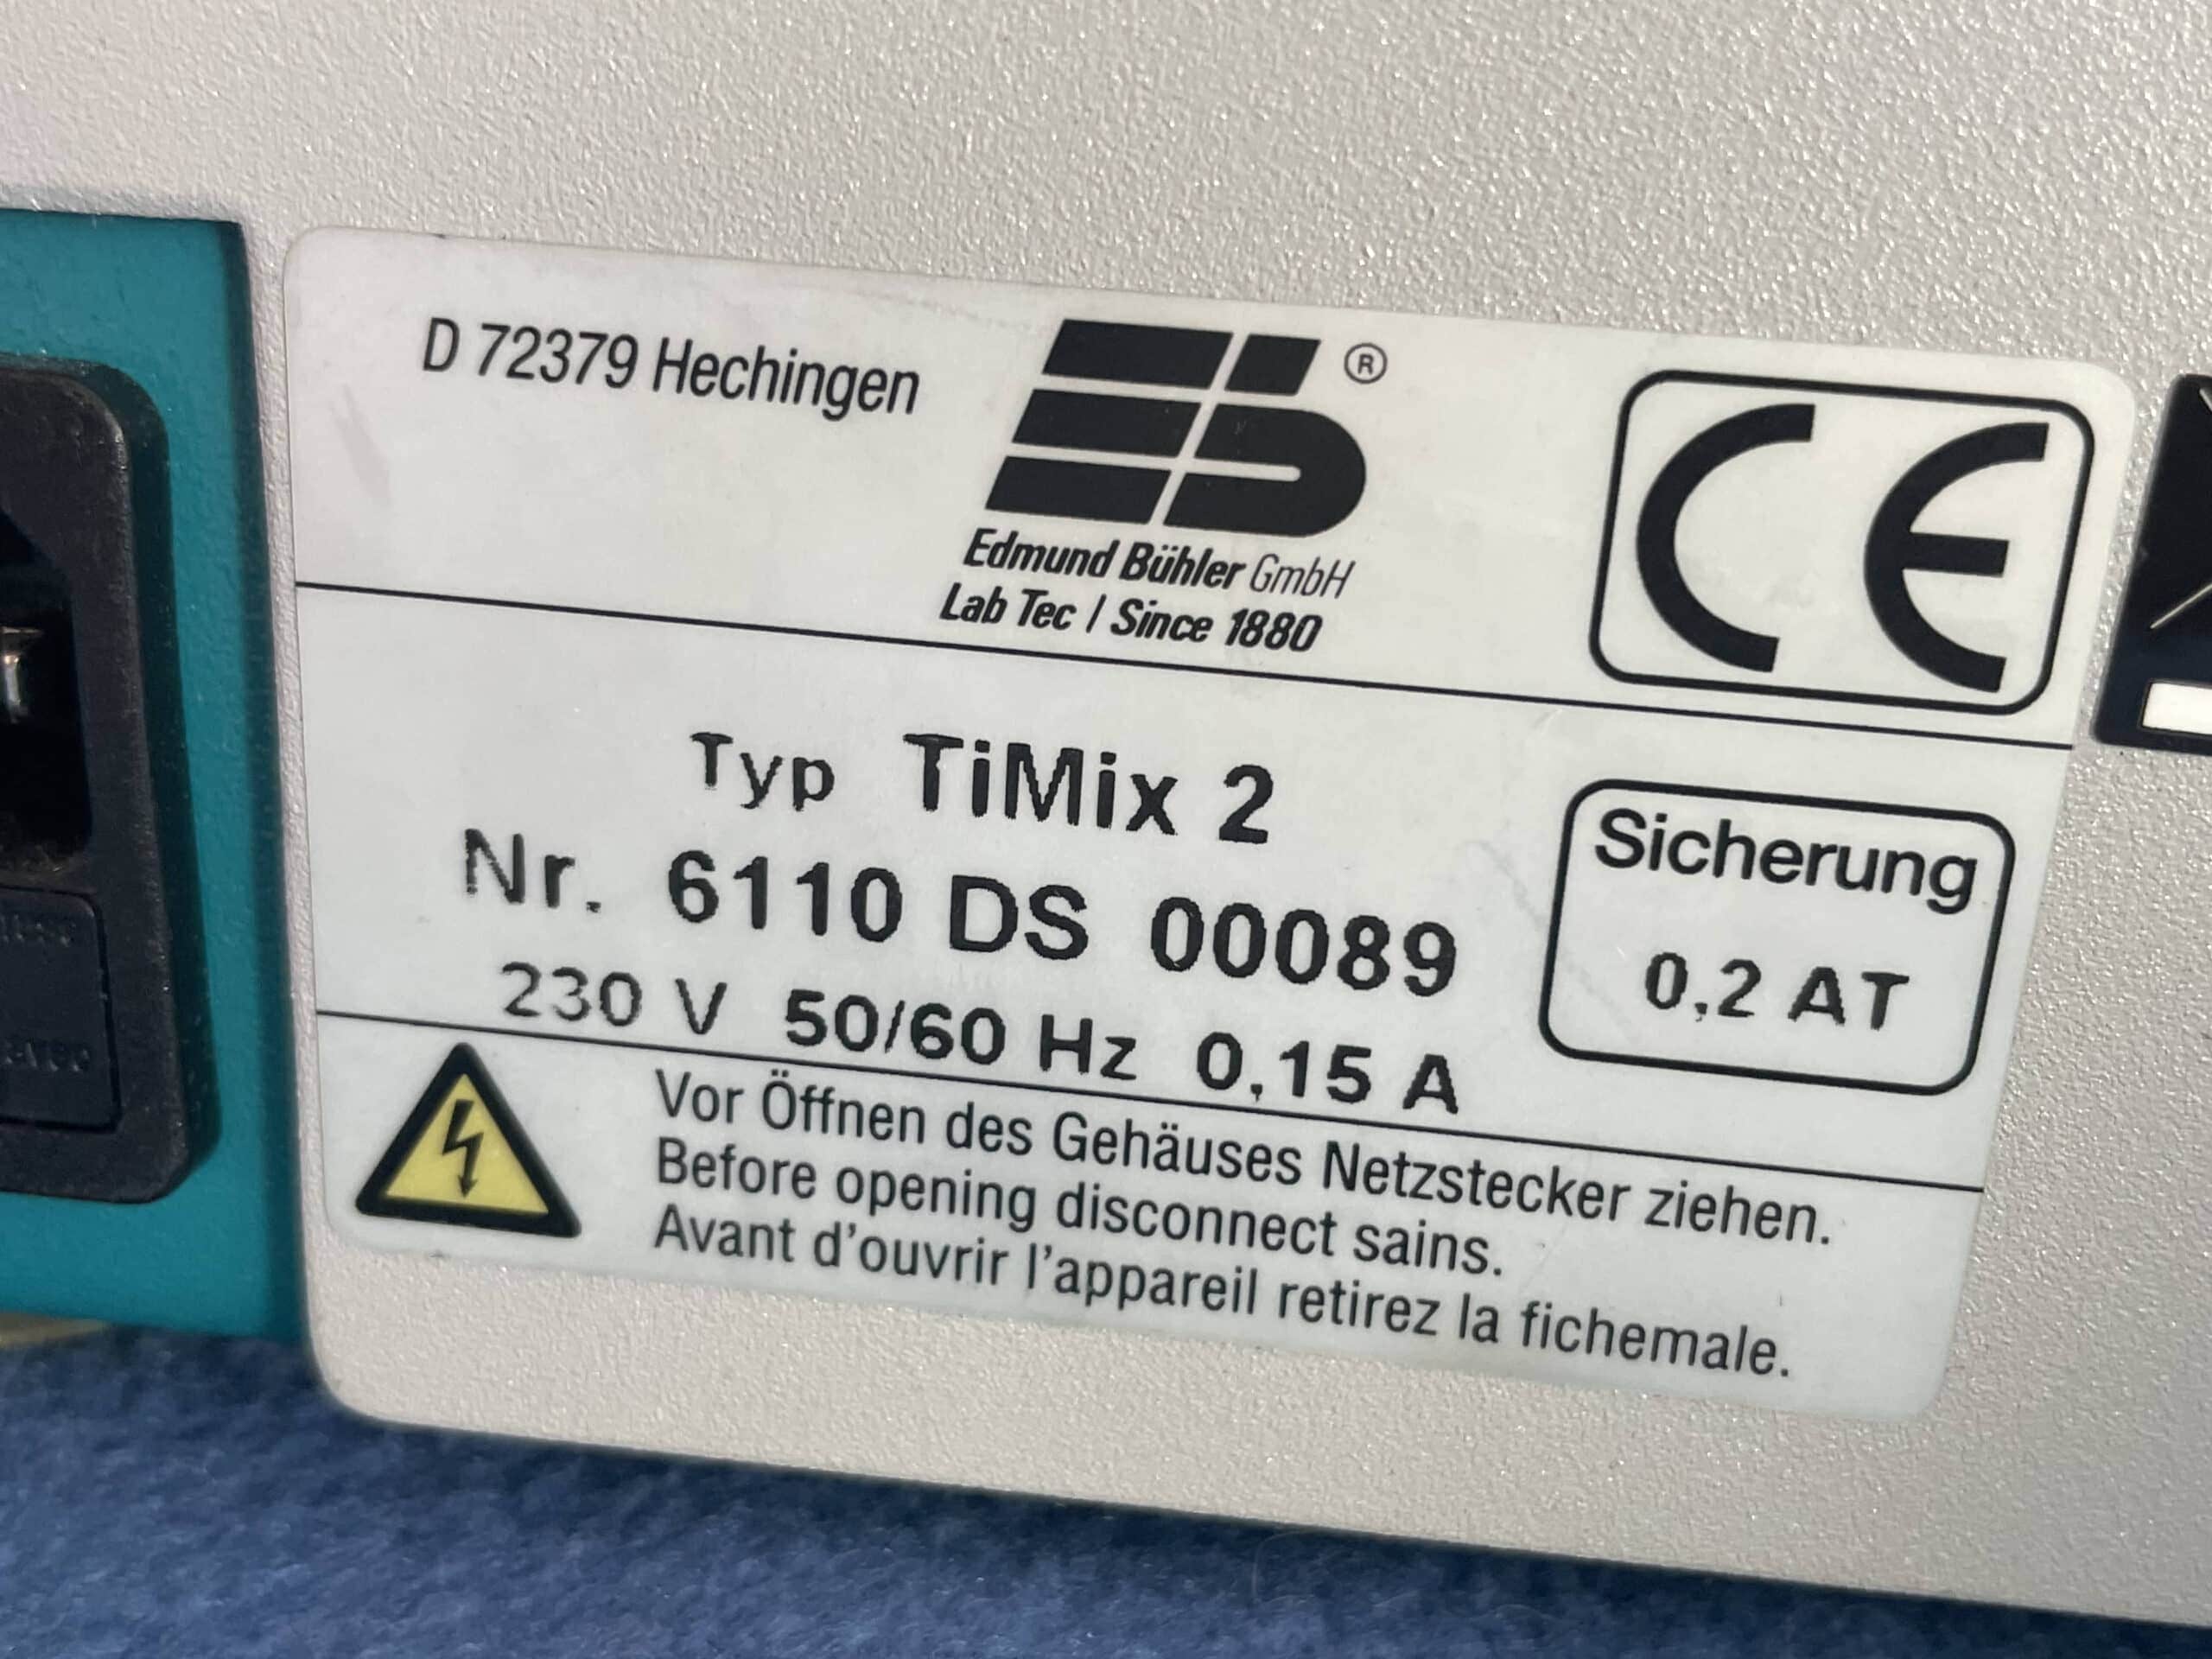 D 72379 Hechingen
®
Edmund Bühler GmbH
Lab Tec / Since 1880
CE
Typ TiMix 2
Nr. 6110 DS 00089
230 V 50/60 Hz 0,15 A
Sicherung
0,2 AT
Vor Öffnen des Gehäuses Netzstecker ziehen.
Before opening disconnect sains.
Avant d'ouvrir l'appareil retirez la fichemale.